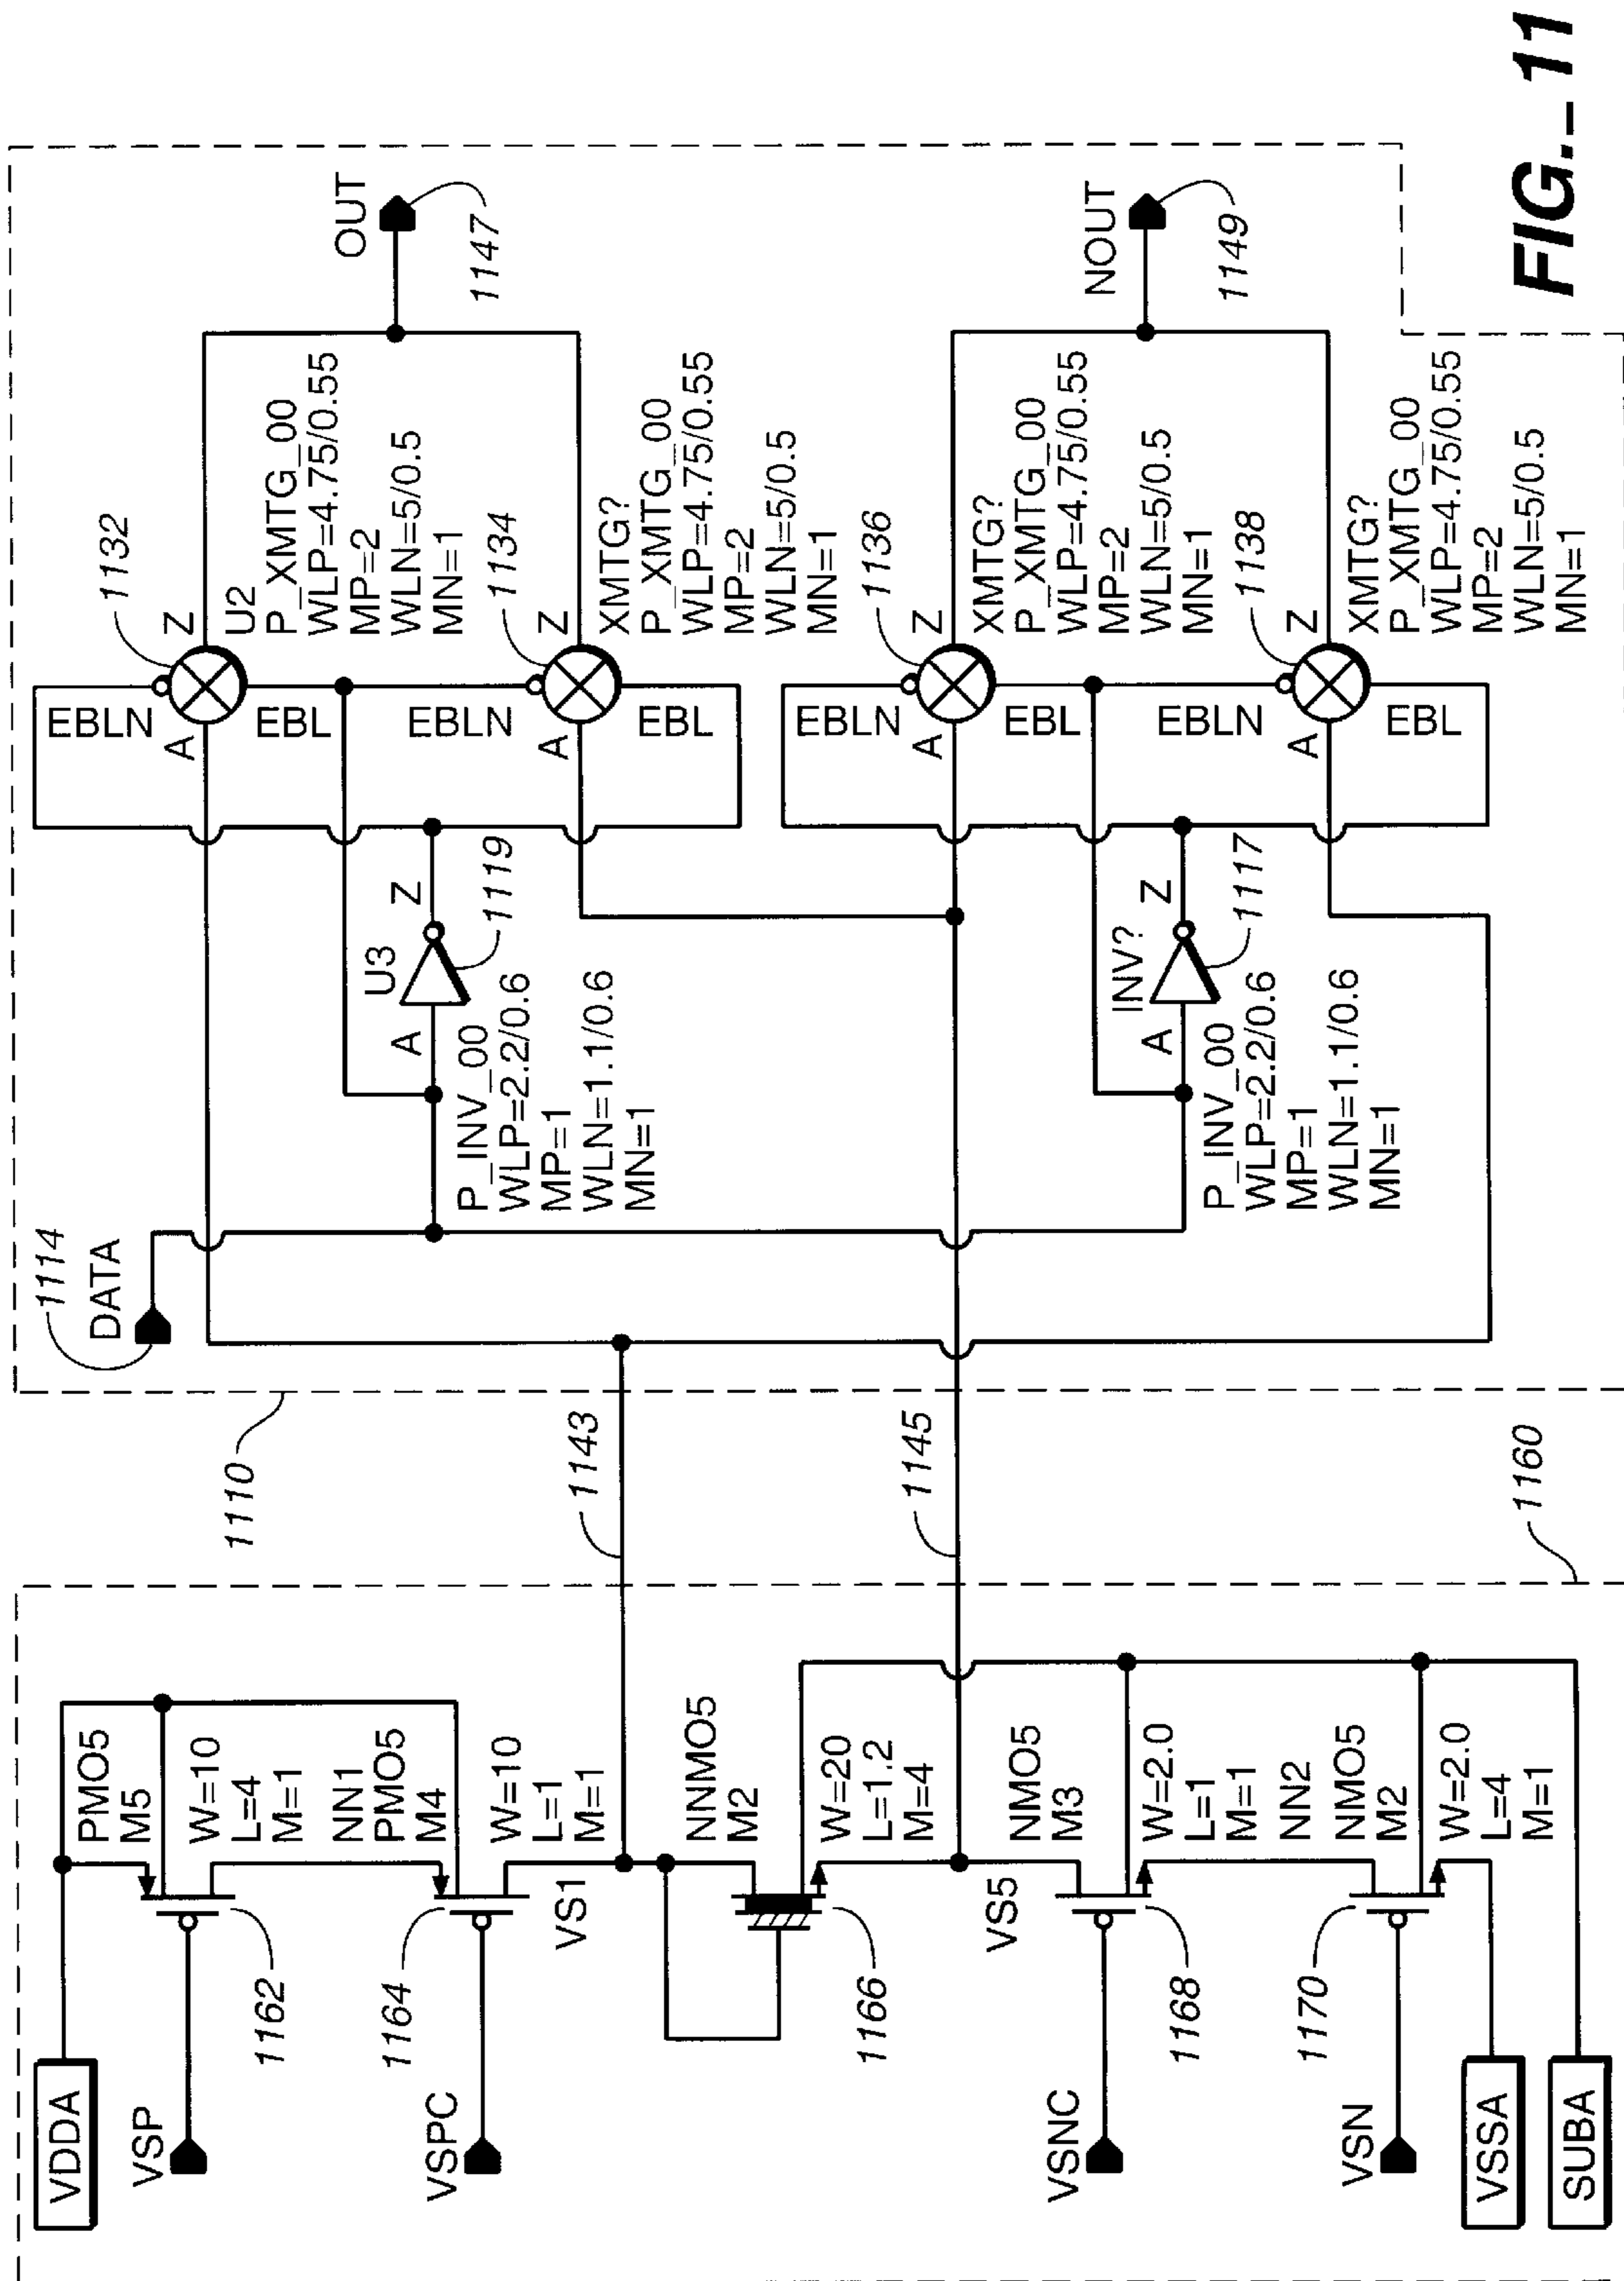 VDDA
VSP
VSPC
VSNC
VSN
VSSA
SUBA
1162
1164
1166
1168
1170
PMO5
M5
W=10
L=4
M=1
NN1
PMO5
M4
W=10
L=1
M=1
VS1
NNMO5
M2
W=20
L=1.2
M=4
VS5
NMO5
M3
W=2.0
L=1
M=1
NN2
NMO5
M2
W=2.0
L=4
M=1
1160
1110
1143
1145
1114
DATA
U3
A
Z
1119
P_INV_00
WLP=2.2/0.6
MP=1
WLN=1.1/0.6
MN=1
INV?
A
Z
1117
P_INV_00
WLP=2.2/0.6
MP=1
WLN=1.1/0.6
MN=1
1132
EBLN
A
Z
EBL
U2
P_XMTG_00
WLP=4.75/0.55
MP=2
WLN=5/0.5
MN=1
1134
EBLN
A
Z
EBL
XMTG?
P_XMTG_00
WLP=4.75/0.55
MP=2
WLN=5/0.5
MN=1
1136
EBLN
A
Z
EBL
XMTG?
P_XMTG_00
WLP=4.75/0.55
MP=2
WLN=5/0.5
MN=1
1138
EBLN
A
Z
EBL
XMTG?
P_XMTG_00
WLP=4.75/0.55
MP=2
WLN=5/0.5
MN=1
OUT
1147
NOUT
1149
FIG._11